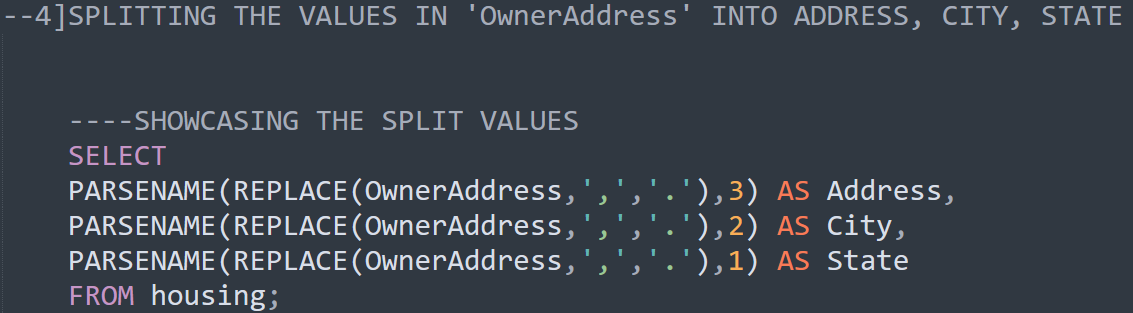 --4]SPLITTING THE VALUES IN 'OwnerAddress' INTO ADDRESS, CITY, STATE
----SHOWCASING THE SPLIT VALUES
SELECT
PARSENAME(REPLACE(OwnerAddress,',','.'),3) AS Address,
PARSENAME(REPLACE(OwnerAddress,',','.'),2) AS City,
PARSENAME(REPLACE(OwnerAddress,',','.'),1) AS State
FROM housing;